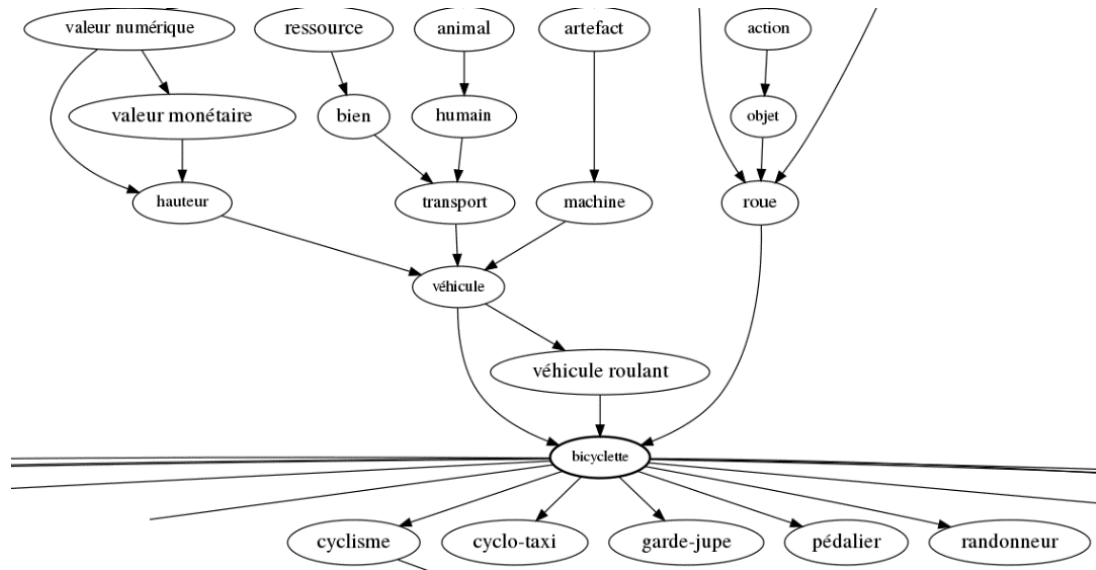 valeur numérique
ressource
animal
artefact
action
valeur monétaire
bien
humain
objet
hauteur
transport
machine
roue
véhicule
véhicule roulant
bicyclette
cyclisme
cyclo-taxi
garde-jupe
pédalier
randonneur